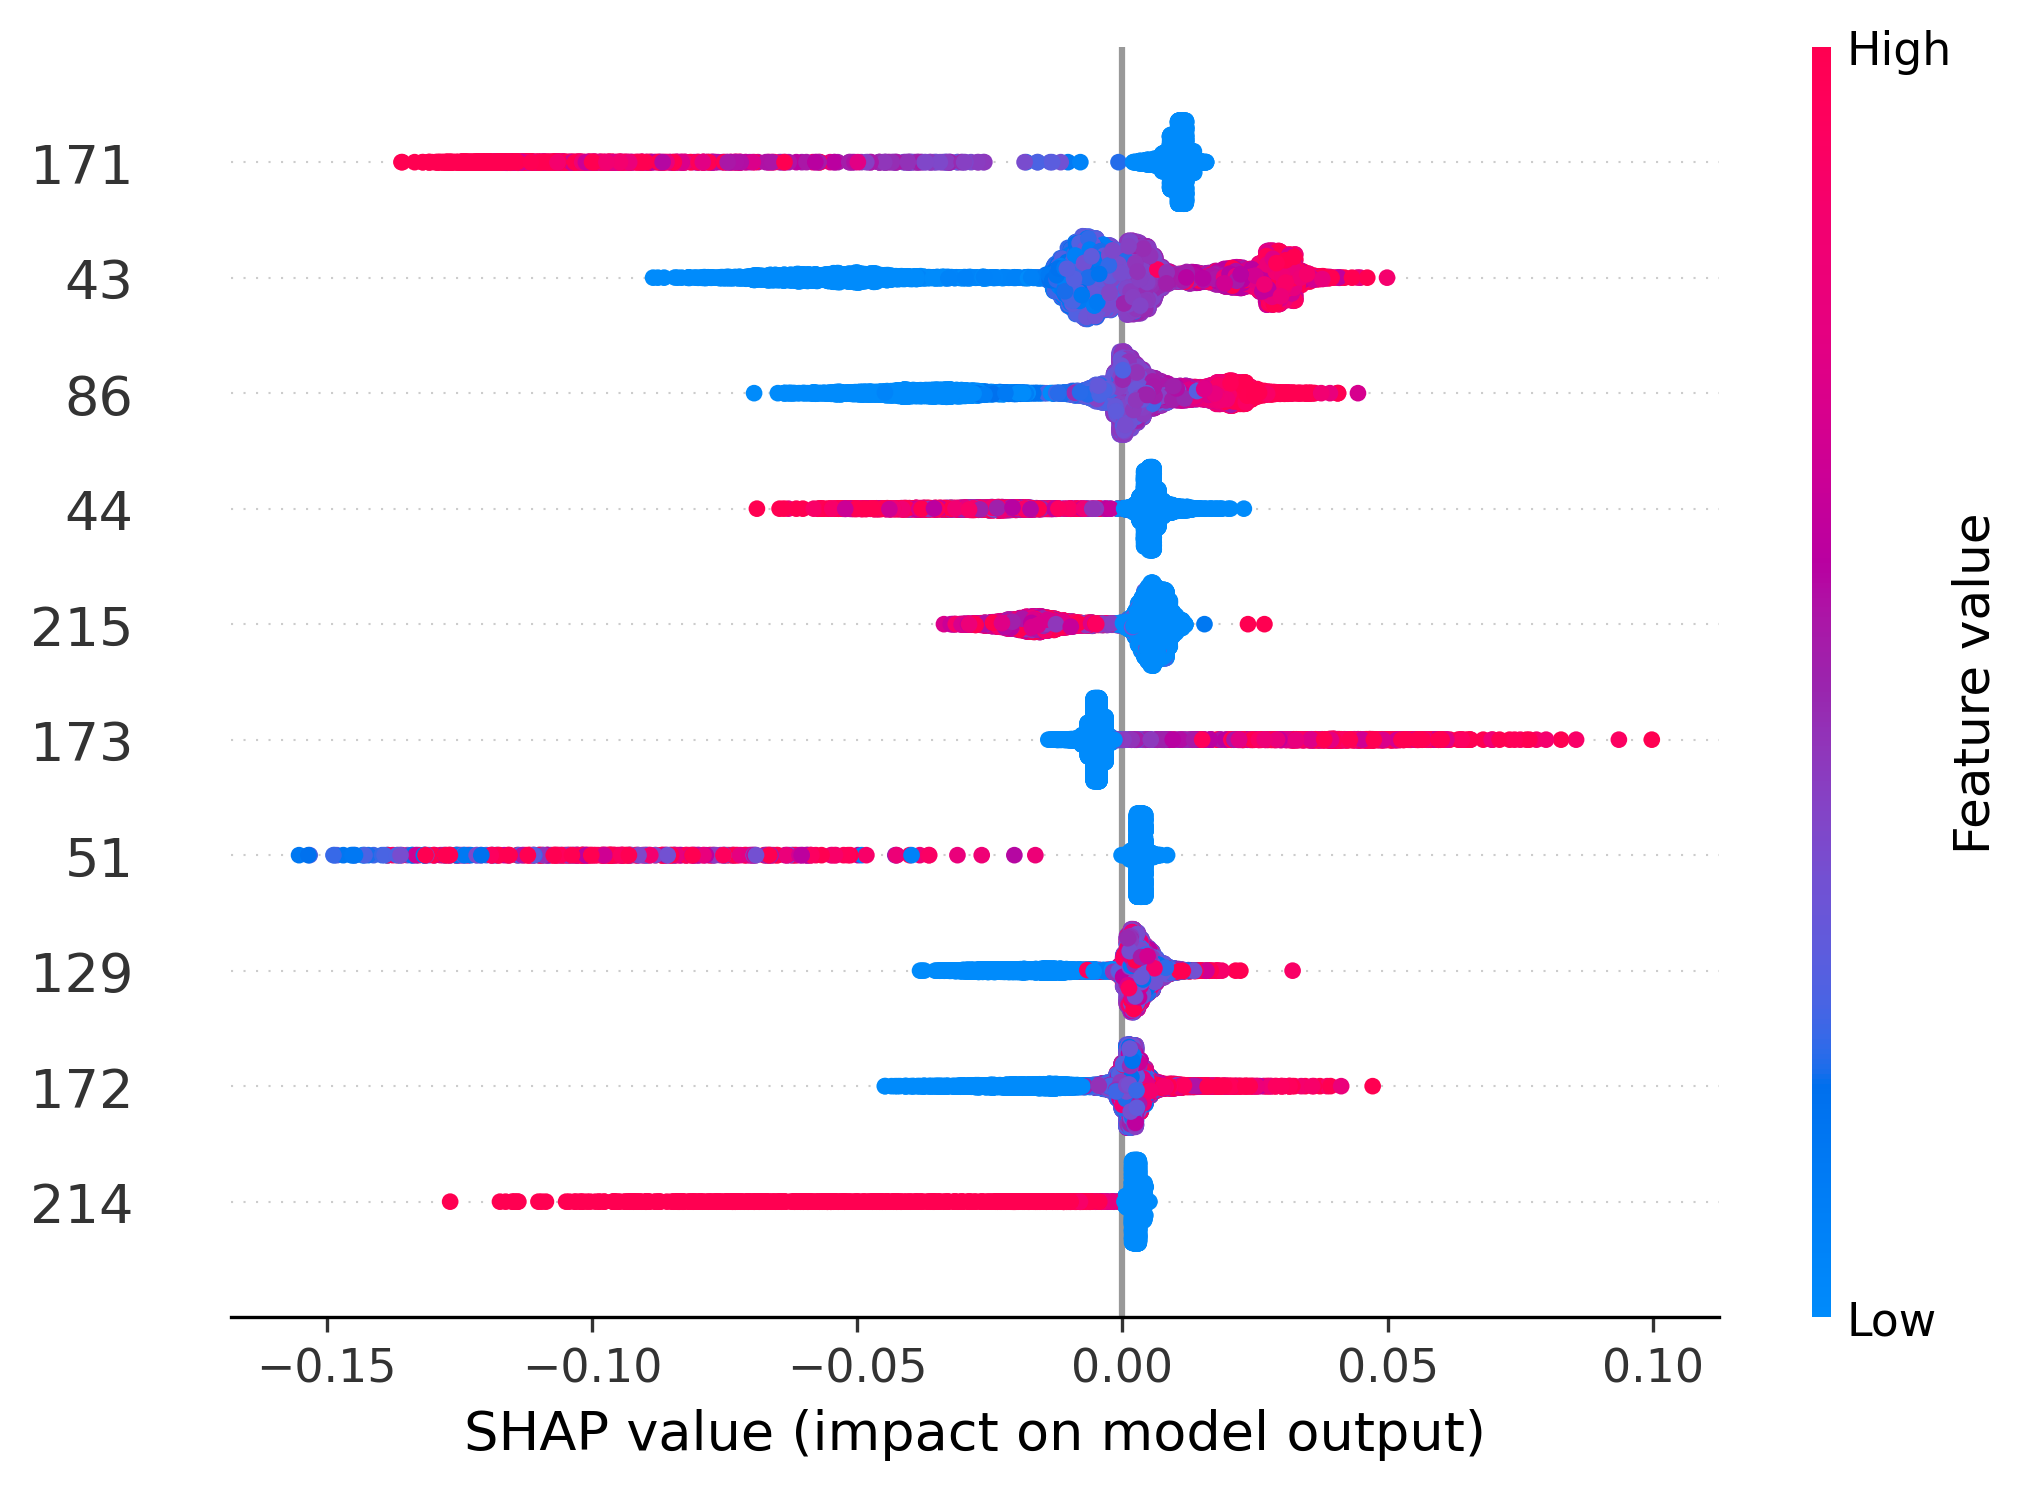 High
171
43
86
44
215
173
51
129
172
214
Feature value
Low
−0.15 −0.10 −0.05 0.00 0.05 0.10
SHAP value (impact on model output)